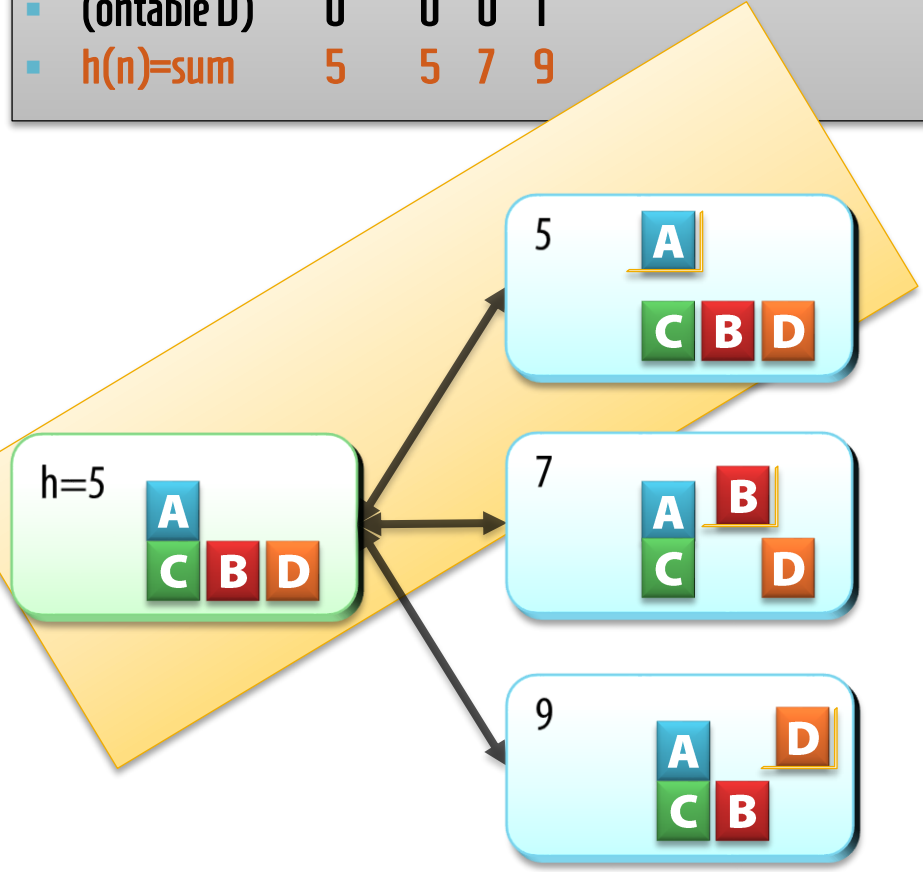 ▪ (ontable D) 0 0 0 1
▪ h(n)=sum 5 5 7 9
5
A
C B D
h=5
A
C B D
7
B
A
C D
9
D
A
C B